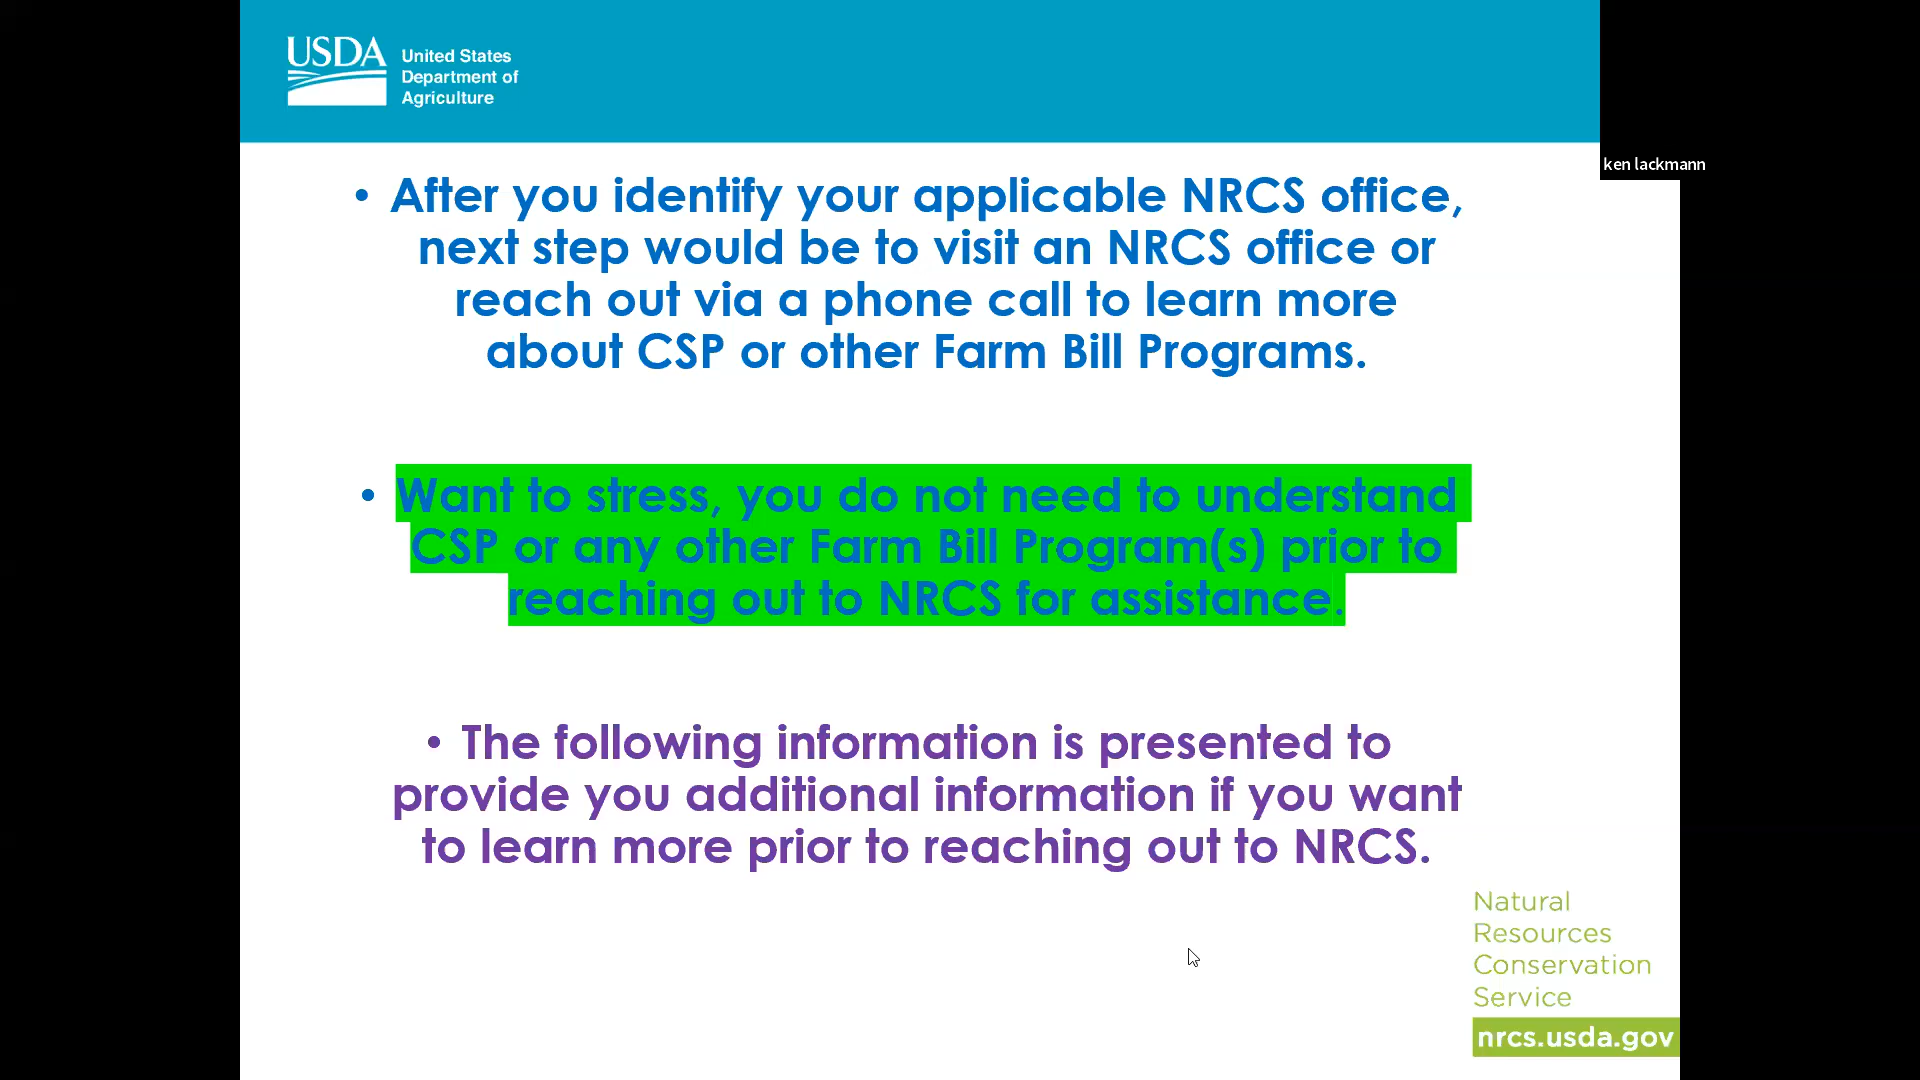 USDA
United States
Department of
Agriculture
ken lackmann
• After you identify your applicable NRCS office,
next step would be to visit an NRCS office or
reach out via a phone call to learn more
about CSP or other Farm Bill Programs.
• Want to stress, you do not need to understand
CSP or any other Farm Bill Program(s) prior to
reaching out to NRCS for assistance.
• The following information is presented to
provide you additional information if you want
to learn more prior to reaching out to NRCS.
Natural
Resources
Conservation
Service
nrcs.usda.gov